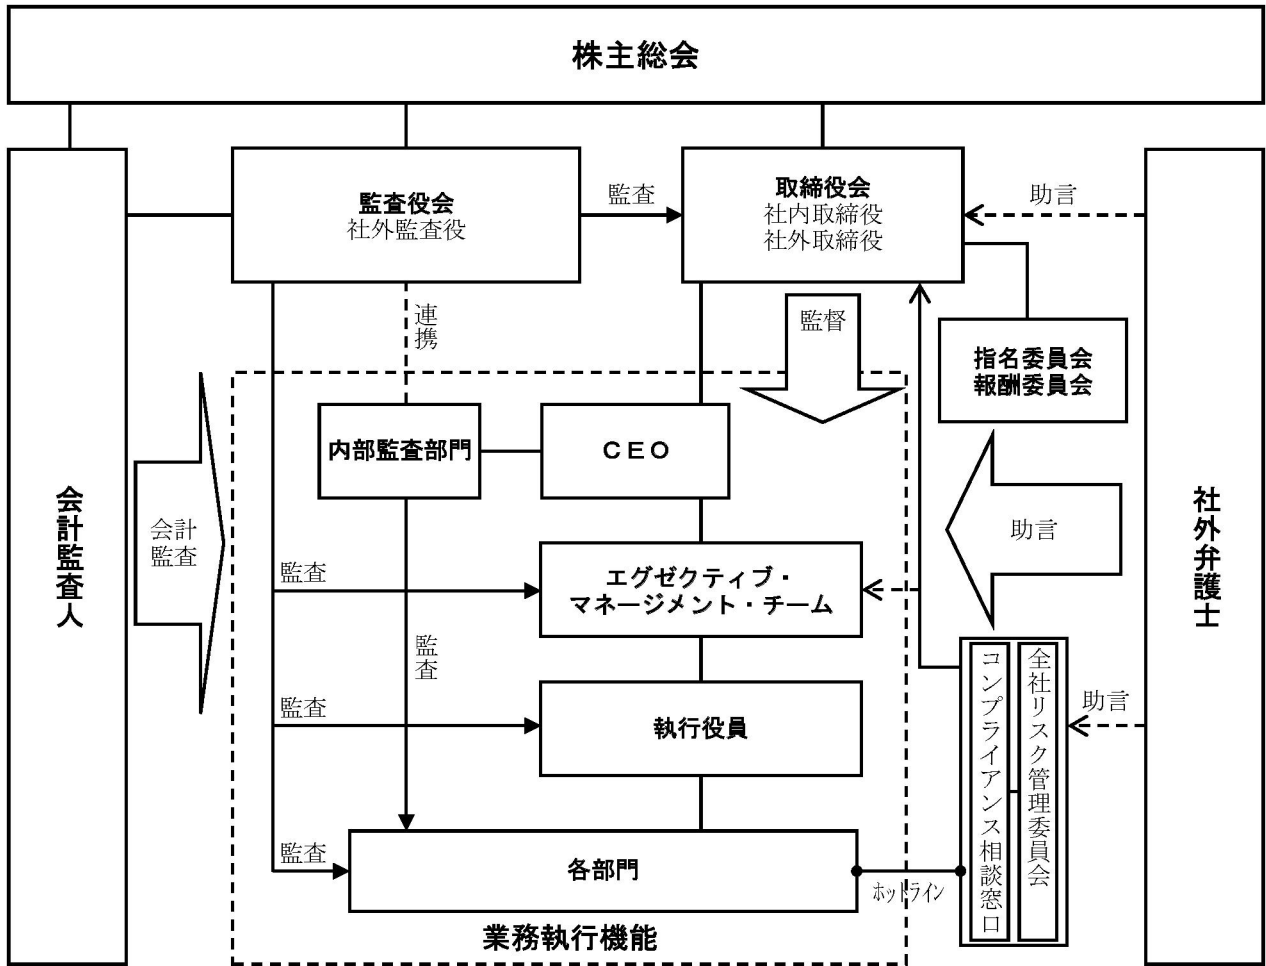 株主総会
監査役会
社外監査役
監査
取締役会
社内取締役
社外取締役
助言
連携
監督
指名委員会
報酬委員会
内部監査部門
CEO
会計監査人
会計
監査
助言
社外弁護士
監査
エグゼクティブ・
マネージメント・チーム
監査
監査
執行役員
コンプライアンス相談窓口
全社リスク管理委員会
助言
監査
各部門
ホットライン
業務執行機能